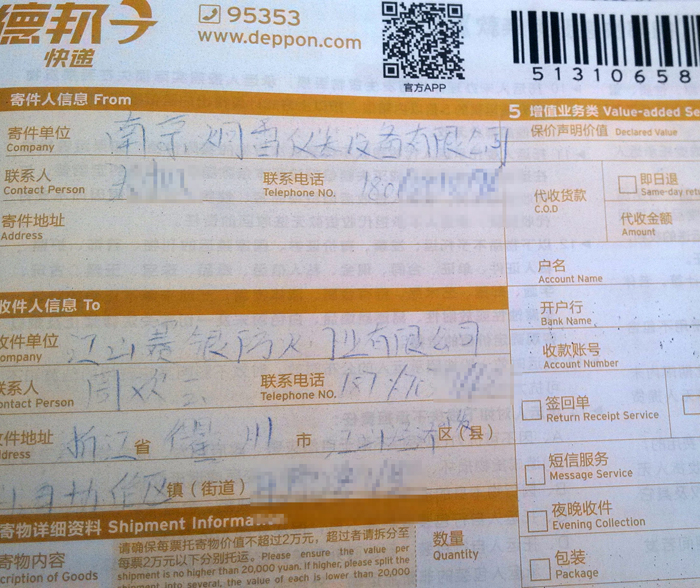 德邦
快递
95353
www.deppon.com
官方APP
51310658
寄件人信息 From
寄件单位 南京 仪器设备有限公司
Company
联系人
Contact Person
联系电话 180
Telephone NO.
寄件地址
Address
收件人信息 To
收件单位 江山 银 门业有限公司
Company
联系人 周欢
Contact Person
联系电话 157
Telephone NO.
收件地址 浙江 省 州 市 区(县)
Address
协作区 镇(街道)
寄物详细资料 Shipment Information
寄物内容
cription of Goods
请确保每票托寄物价值不超过2万元,超过者请拆分至
每票2万元以下分别托运。Please ensure the value per
shipment is no higher than 20,000 yuan. If higher, please split the
shipment into several, the value of each is lower than 20,000
数量
Quantity
5 增值业务类 Value-added Se
保价声明价值 Declared Value
代收货款
C.O.D
即日退
Same-day ret
代收金额
Amount
户名
Account Name
开户行
Bank Name
收款账号
Account Number
签回单
Return Receipt Service
短信服务
Message Service
夜晚收件
Evening Collection
包装
Package